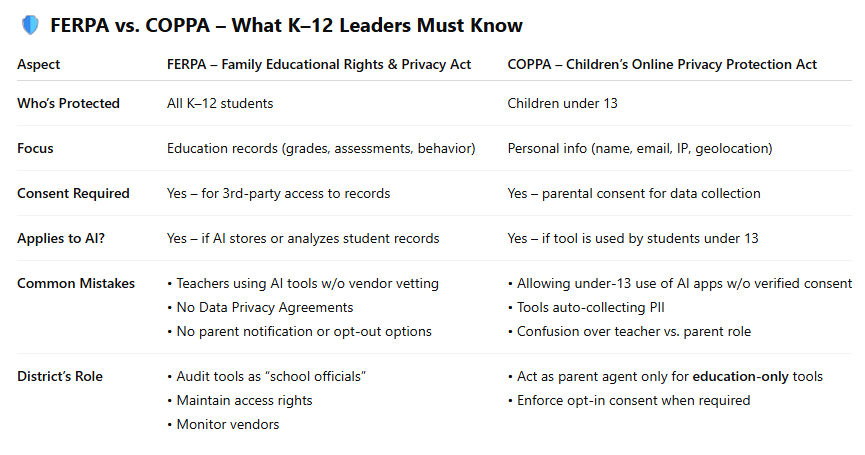 FERPA vs. COPPA – What K–12 Leaders Must Know
Aspect FERPA – Family Educational Rights & Privacy Act COPPA – Children's Online Privacy Protection Act
Who's Protected All K–12 students Children under 13
Focus Education records (grades, assessments, behavior) Personal info (name, email, IP, geolocation)
Consent Required Yes – for 3rd-party access to records Yes – parental consent for data collection
Applies to AI? Yes – if AI stores or analyzes student records Yes – if tool is used by students under 13
Common Mistakes • Teachers using AI tools w/o vendor vetting • Allowing under-13 use of AI apps w/o verified consent
• No Data Privacy Agreements • Tools auto-collecting PII
• No parent notification or opt-out options • Confusion over teacher vs. parent role
District's Role • Audit tools as “school officials” • Act as parent agent only for education-only tools
• Maintain access rights • Enforce opt-in consent when required
• Monitor vendors